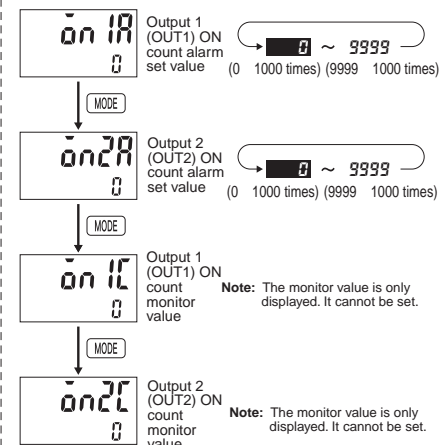 on1A
0
Output 1
(OUT1) ON
count alarm
set value
0 ~ 9999
(0 1000 times) (9999 1000 times)
MODE
on2A
0
Output 2
(OUT2) ON
count alarm
set value
0 ~ 9999
(0 1000 times) (9999 1000 times)
MODE
on1C
0
Output 1
(OUT1) ON
count
monitor
value
Note: The monitor value is only
displayed. It cannot be set.
MODE
on2C
0
Output 2
(OUT2) ON
count
monitor
value
Note: The monitor value is only
displayed. It cannot be set.